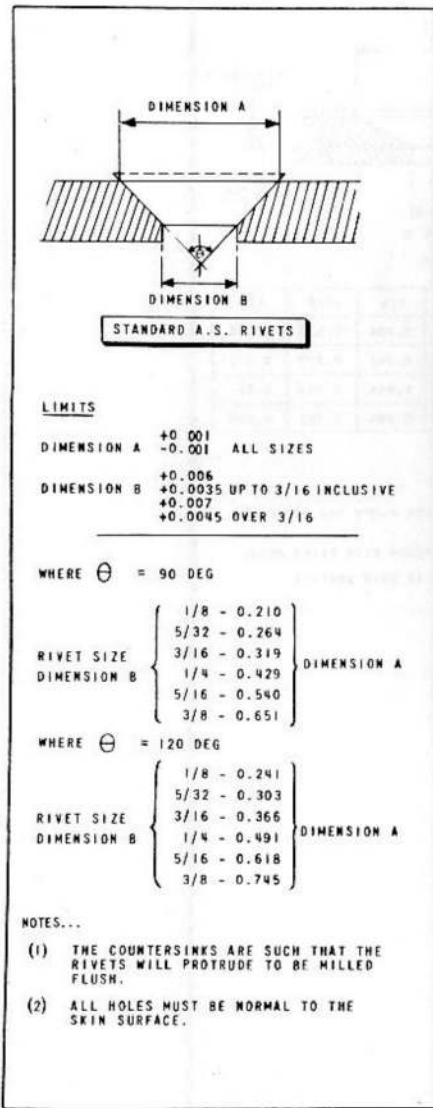 DIMENSION A
θ
DIMENSION B
STANDARD A.S. RIVETS
LIMITS
DIMENSION A +0.001 -0.001 ALL SIZES
DIMENSION B +0.006 +0.0035 UP TO 3/16 INCLUSIVE
+0.007 +0.0045 OVER 3/16
WHERE θ = 90 DEG
RIVET SIZE DIMENSION B
1/8 - 0.210
5/32 - 0.264
3/16 - 0.319
1/4 - 0.429
5/16 - 0.540
3/8 - 0.651
DIMENSION A
WHERE θ = 120 DEG
RIVET SIZE DIMENSION B
1/8 - 0.241
5/32 - 0.303
3/16 - 0.366
1/4 - 0.491
5/16 - 0.618
3/8 - 0.745
DIMENSION A
NOTES...
(1) THE COUNTERSINKS ARE SUCH THAT THE
RIVETS WILL PROTRUDE TO BE MILLED
FLUSH.
(2) ALL HOLES MUST BE NORMAL TO THE
SKIN SURFACE.